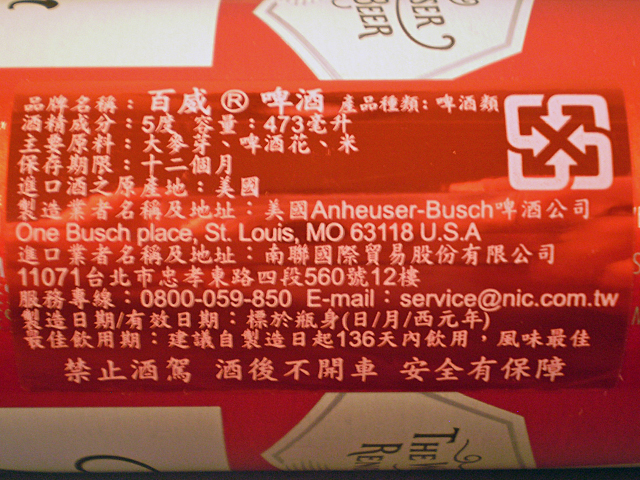 USER
BEER
品牌名稱：百威 ® 啤酒 產品種類：啤酒類
酒精成分：5度 容量：473毫升
主要原料：大麥芽、啤酒花、米
保存期限：十二個月
進口酒之原產地：美國
製造業者名稱及地址：美國Anheuser-Busch啤酒公司
One Busch place, St. Louis, MO 63118 U.S.A
進口業者名稱及地址：南聯國際貿易股份有限公司
11071台北市忠孝東路四段560號12樓
服務專線：0800-059-850 E-mail：service@nic.com.tw
製造日期/有效日期：標於瓶身(日/月/西元年)
最佳飲用期：建議自製造日起136天內飲用，風味最佳
禁止酒駕 酒後不開車 安全有保障
THE
REN